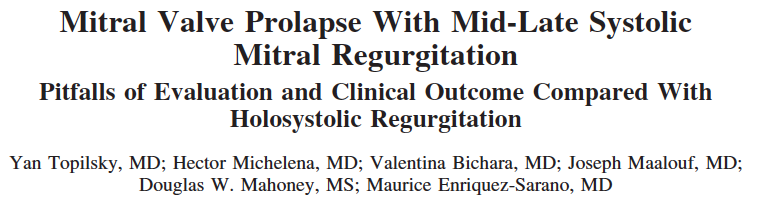 Mitral Valve Prolapse With Mid-Late Systolic
Mitral Regurgitation
Pitfalls of Evaluation and Clinical Outcome Compared With
Holosystolic Regurgitation
Yan Topilsky, MD; Hector Michelena, MD; Valentina Bichara, MD; Joseph Maalouf, MD;
Douglas W. Mahoney, MS; Maurice Enriquez-Sarano, MD